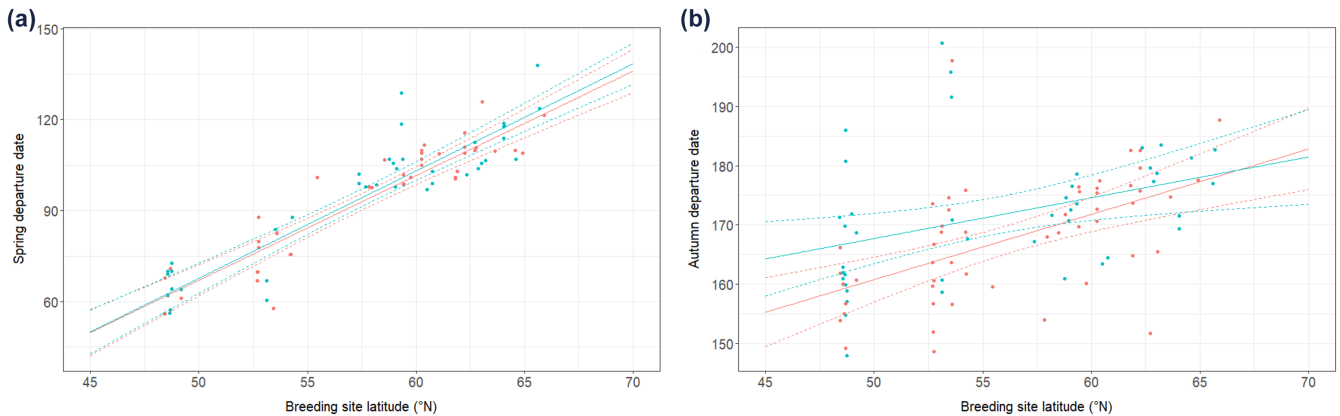 (a)
Spring departure date
150
120
90
60
45 50 55 60 65 70
Breeding site latitude (°N)
(b)
Autumn departure date
200
190
180
170
160
150
45 50 55 60 65 70
Breeding site latitude (°N)